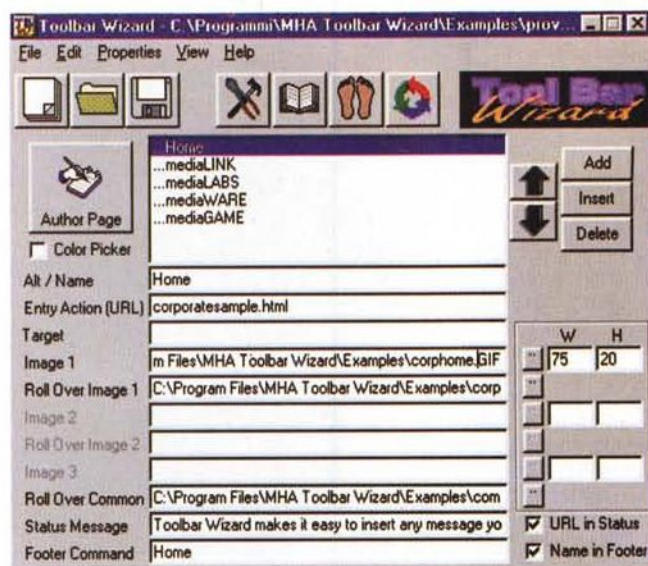 Toolbar Wizard - C:\Programmi\MHA Toolbar Wizard\Examples\prov...
File Edit Properties View Help
Tool Bar
Wizard
...Home
...mediaLINK
...mediaLABS
...mediaWARE
...mediaGAME
Author Page
Color Picker
Add
Insert
Delete
Alt / Name Home
Entry Action (URL) corporatesample.html
Target
W H
Image 1 m Files\MHA Toolbar Wizard\Examples\corphome.GIF .. 75 20
Roll Over Image 1 C:\Program Files\MHA Toolbar Wizard\Examples\corp ..
Image 2 ..
Roll Over Image 2 ..
Image 3 ..
Roll Over Common C:\Program Files\MHA Toolbar Wizard\Examples\com ..
Status Message Toolbar Wizard makes it easy to insert any message yo URL in Status
Footer Command Home Name in Footer